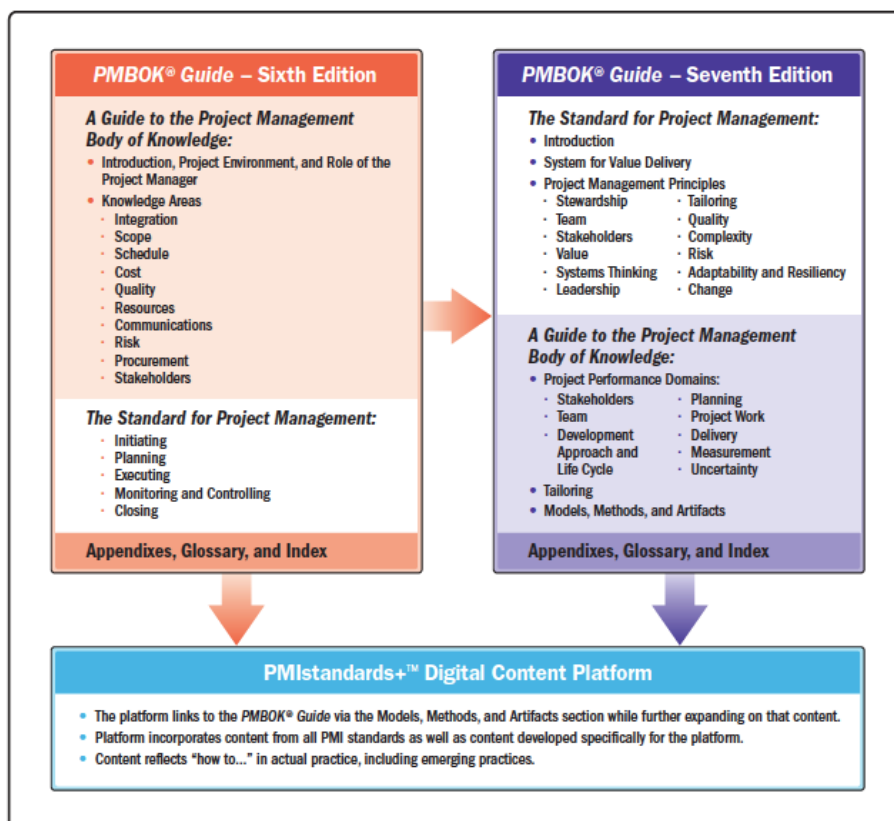 PMBOK® Guide – Sixth Edition
A Guide to the Project Management
Body of Knowledge:
• Introduction, Project Environment, and Role of the
Project Manager
• Knowledge Areas
· Integration
· Scope
· Schedule
· Cost
· Quality
· Resources
· Communications
· Risk
· Procurement
· Stakeholders
The Standard for Project Management:
· Initiating
· Planning
· Executing
· Monitoring and Controlling
· Closing
Appendixes, Glossary, and Index
PMBOK® Guide – Seventh Edition
The Standard for Project Management:
• Introduction
• System for Value Delivery
• Project Management Principles
· Stewardship
· Team
· Stakeholders
· Value
· Systems Thinking
· Leadership
· Tailoring
· Quality
· Complexity
· Risk
· Adaptability and Resiliency
· Change
A Guide to the Project Management
Body of Knowledge:
• Project Performance Domains:
· Stakeholders
· Team
· Development
Approach and
Life Cycle
· Planning
· Project Work
· Delivery
· Measurement
· Uncertainty
• Tailoring
• Models, Methods, and Artifacts
Appendixes, Glossary, and Index
PMIstandards+™ Digital Content Platform
• The platform links to the PMBOK® Guide via the Models, Methods, and Artifacts section while further expanding on that content.
• Platform incorporates content from all PMI standards as well as content developed specifically for the platform.
• Content reflects “how to...” in actual practice, including emerging practices.